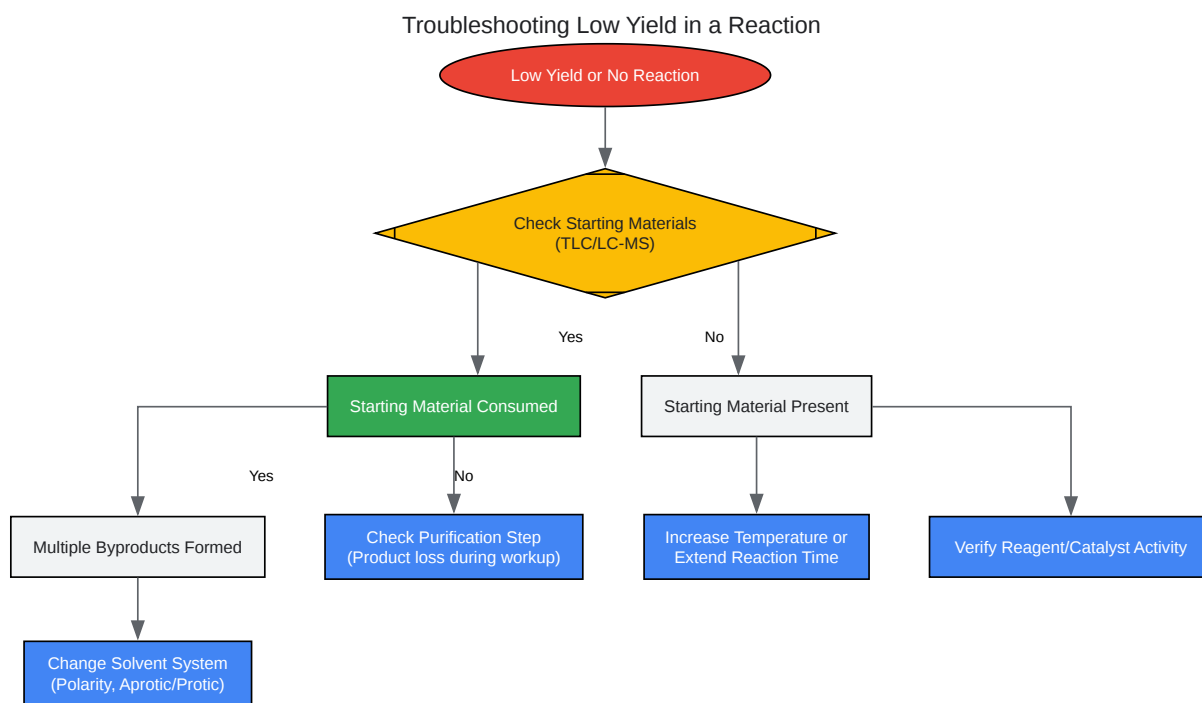 Troubleshooting Low Yield in a Reaction
Low Yield or No Reaction
Check Starting Materials
(TLC/LC-MS)
Yes
No
Starting Material Consumed
Starting Material Present
Yes
No
Multiple Byproducts Formed
Check Purification Step
(Product loss during workup)
Increase Temperature or
Extend Reaction Time
Verify Reagent/Catalyst Activity
Change Solvent System
(Polarity, Aprotic/Protic)